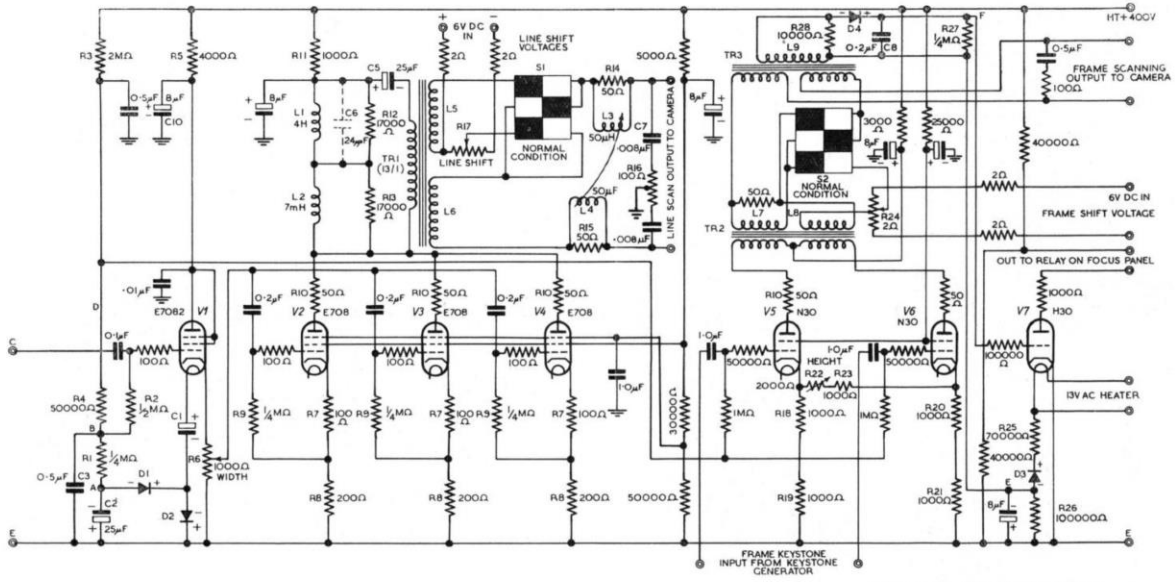 HT+400V
R3
2MΩ
R5
4000Ω
R11
1000Ω
6V DC
IN
2Ω
2Ω
LINE SHIFT
VOLTAGES
S1
NORMAL
CONDITION
R14
50Ω
L3
50μH
C7
·008μF
R16
100Ω
·008μF
LINE SCAN OUTPUT TO CAMERA
5000Ω
8μF
0·5μF
8μF
C10
8μF
L1
4H
C6
24μμF
C5
25μF
R12
17000
Ω
TR1
(13/1)
L5
R17
LINE SHIFT
L2
7mH
R13
17000
Ω
L6
50μF
L4
R15
50Ω
TR3
R28
10000Ω
L9
D4
0·2μF
C8
F
R27
¼MΩ
0·5μF
100Ω
FRAME SCANNING
OUTPUT TO CAMERA
3000
Ω
8μF
25000
Ω
40000Ω
S2
NORMAL
CONDITION
50Ω
L7
L8
TR2
R24
2Ω
2Ω
6V DC IN
FRAME SHIFT VOLTAGE
2Ω
OUT TO RELAY ON FOCUS PANEL
D
·01μF
E7082
V1
C
0·1μF
100Ω
0·2μF
R10
50Ω
V2
E708
100Ω
0·2μF
R10
50Ω
V3
E708
100Ω
0·2μF
R10
50Ω
V4
E708
100Ω
1·0μF
R4
50000Ω
R2
½MΩ
B
R1
¼MΩ
C1
R6
1000Ω
WIDTH
0·5μF
C3
A
D1
C2
25μF
D2
R9
¼MΩ
R7
100
Ω
R8
200Ω
R9
¼MΩ
R7
100
Ω
R8
200Ω
R9
¼MΩ
R7
100Ω
R8
200Ω
30000Ω
50000Ω
1·0μF
50000Ω
R10
50Ω
V5
N30
1·0μF
HEIGHT
R22
R23
2000Ω
1000Ω
50000Ω
V6
N30
50
Ω
1MΩ
R18
1000Ω
1MΩ
R20
1000Ω
R19
1000Ω
R21
1000Ω
V7
H30
1000Ω
100000
Ω
13V AC
HEATER
R25
70000Ω
40000Ω
D3
E
8μF
R26
100000Ω
E
E
FRAME KEYSTONE
INPUT FROM KEYSTONE
GENERATOR